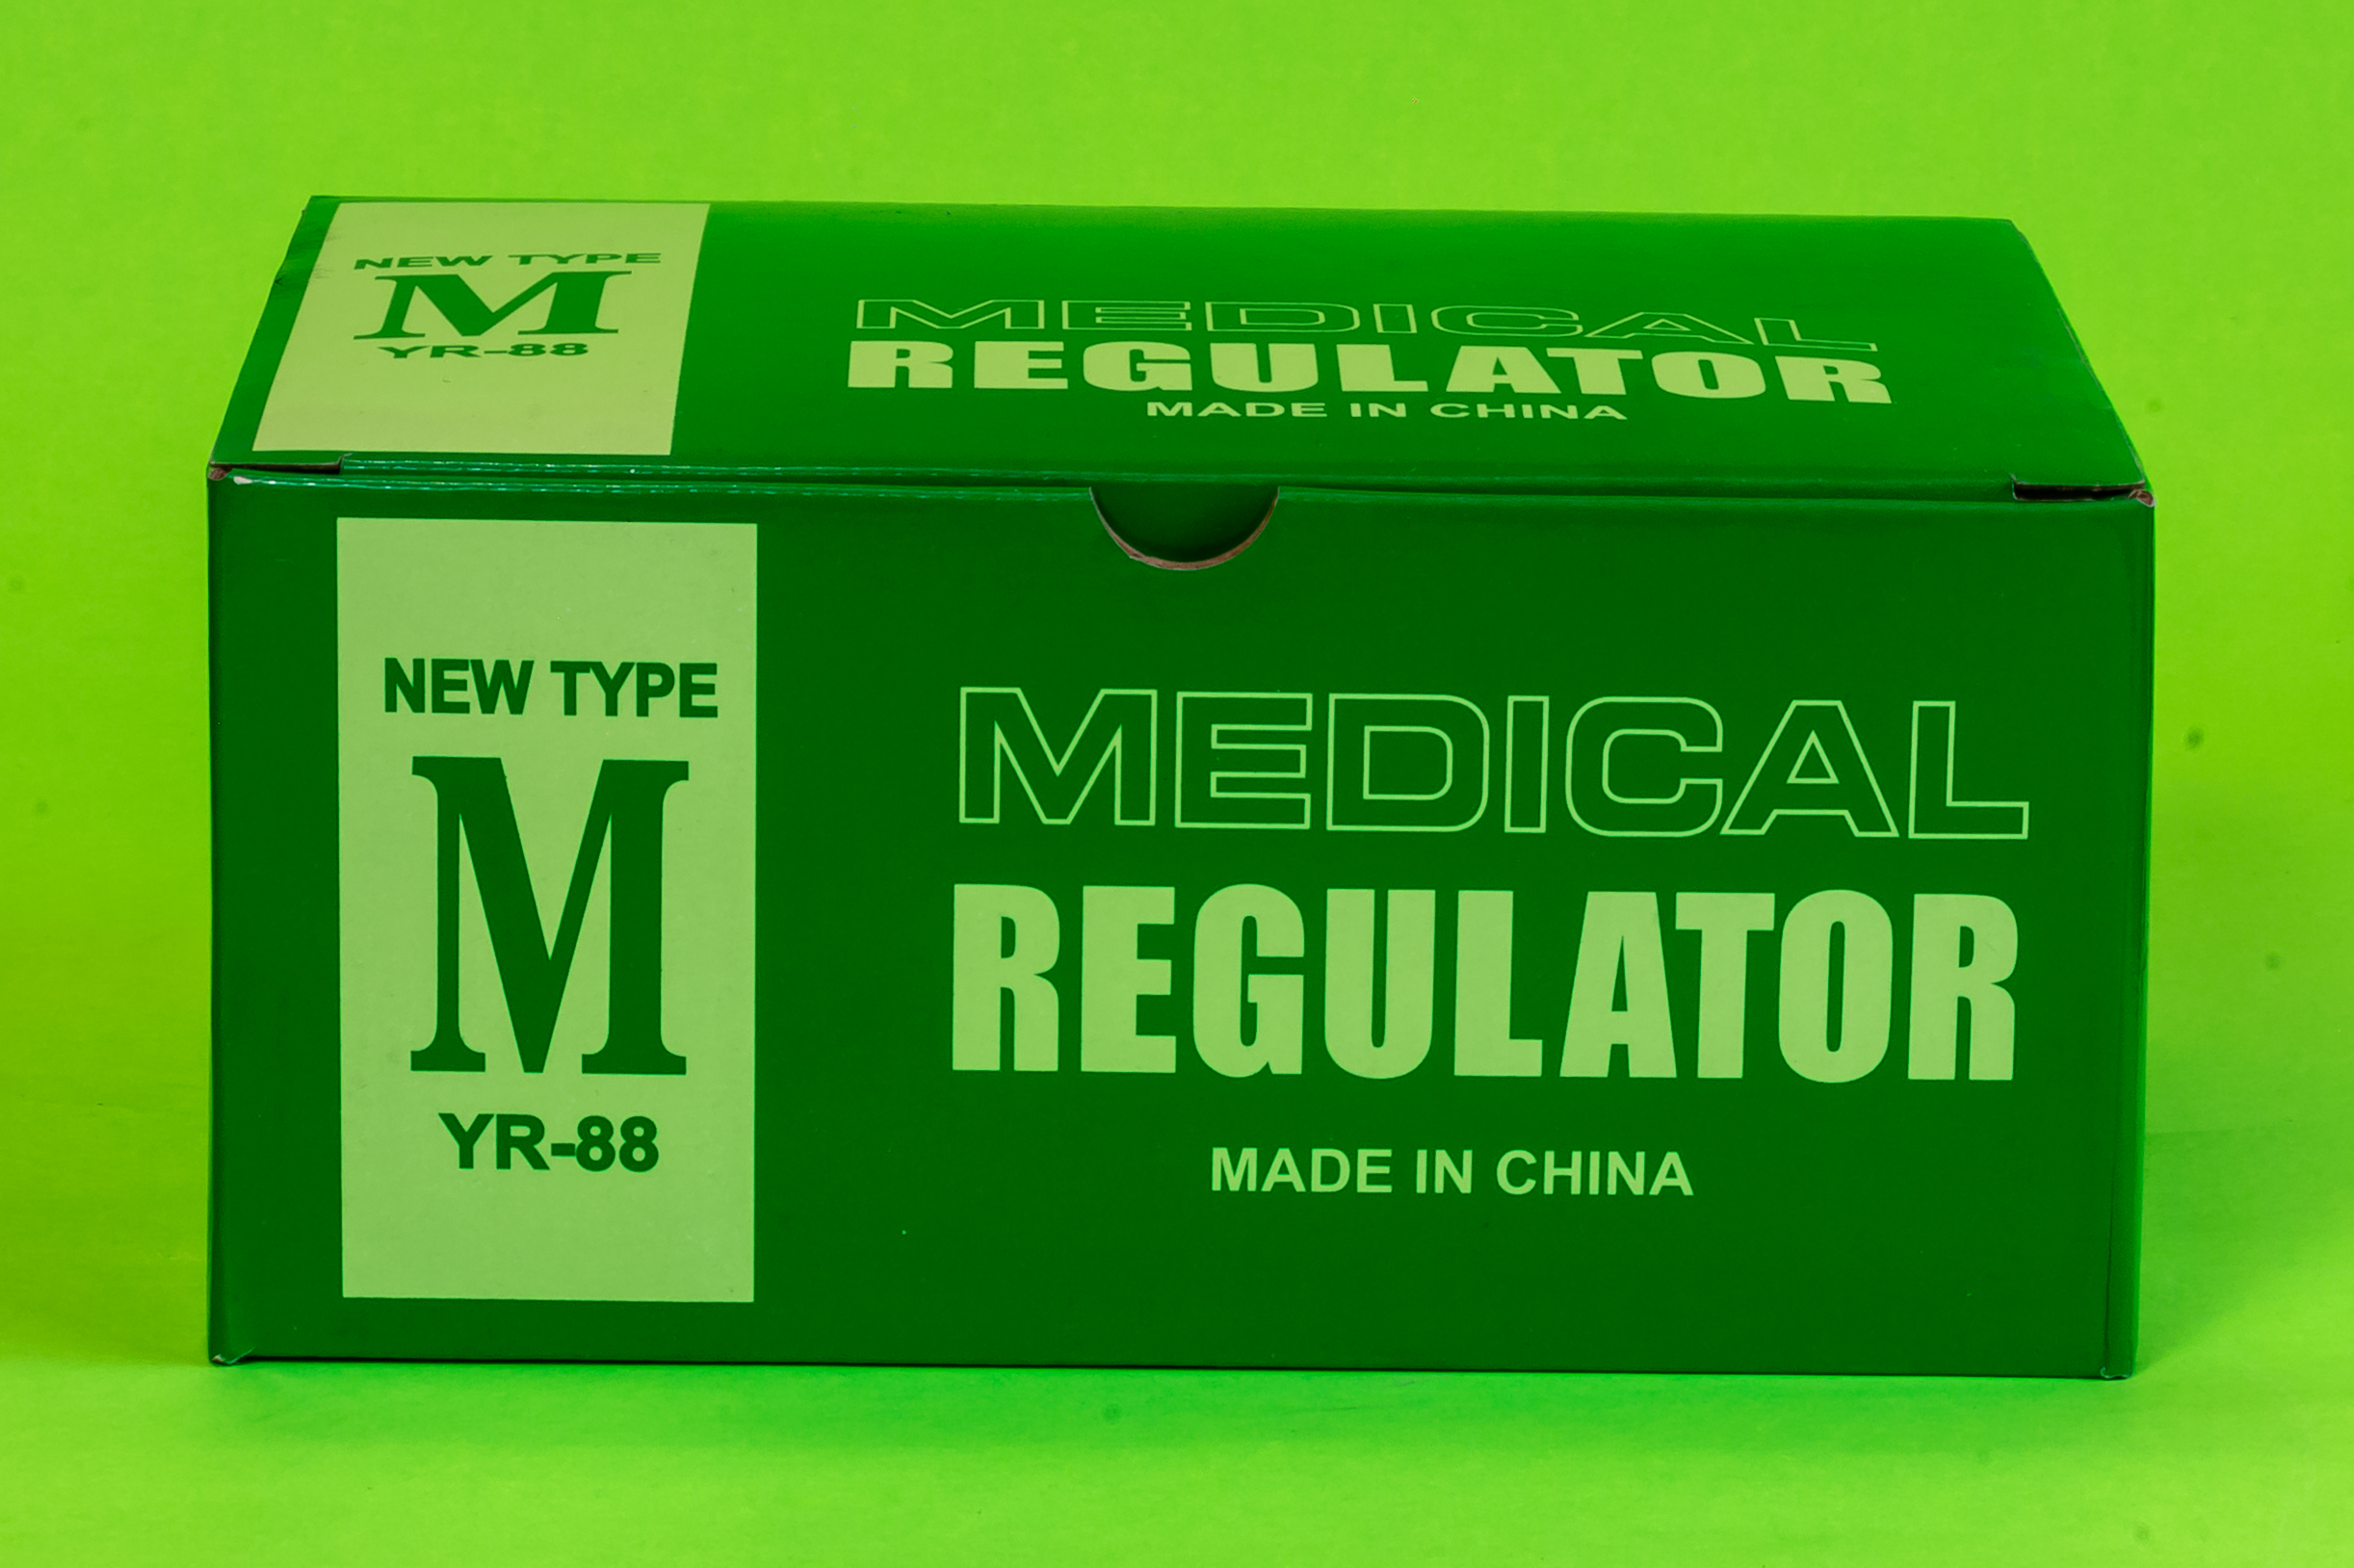 NEW TYPE
M
YR-88
MEDICAL
REGULATOR
MADE IN CHINA
NEW TYPE
M
YR-88
MEDICAL
REGULATOR
MADE IN CHINA